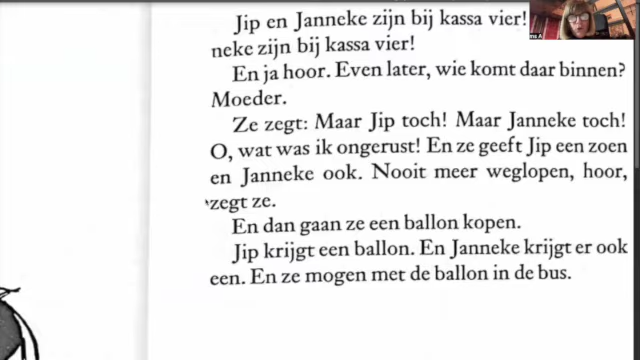 Jip en Janneke zijn bij kassa vier!
neke zijn bij kassa vier!
En ja hoor. Even later, wie komt daar binnen?
Moeder.
Ze zegt: Maar Jip toch! Maar Janneke toch!
O, wat was ik ongerust! En ze geeft Jip een zoen
en Janneke ook. Nooit meer weglopen, hoor,
zegt ze.
En dan gaan ze een ballon kopen.
Jip krijgt een ballon. En Janneke krijgt er ook
een. En ze mogen met de ballon in de bus.